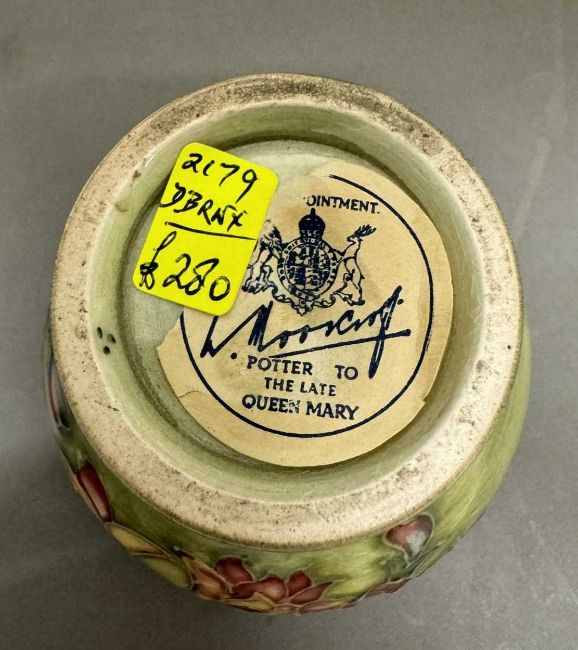 2179
DBRNX
£280
OINTMENT.
W. Moorcroft
POTTER TO
THE LATE
QUEEN MARY